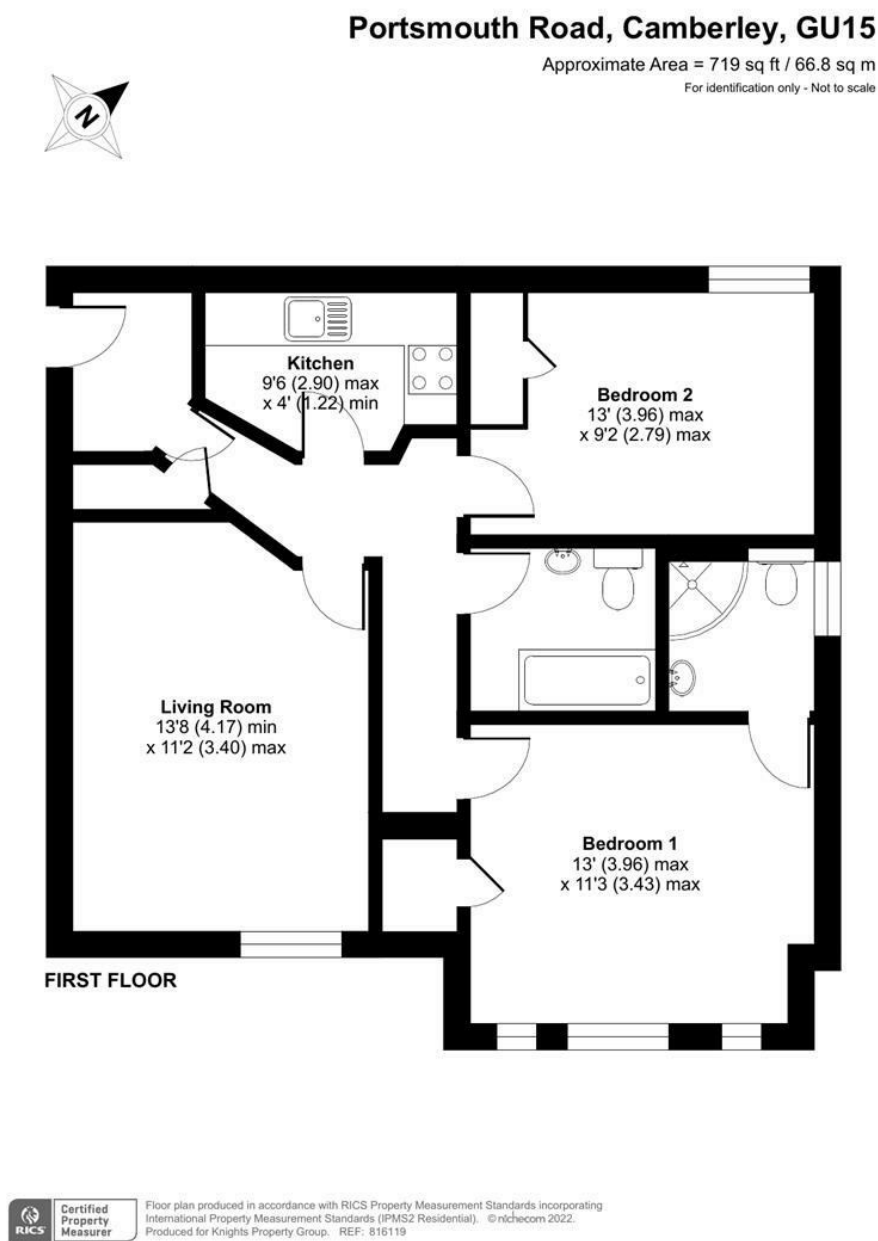 Portsmouth Road, Camberley, GU15
Approximate Area = 719 sq ft / 66.8 sq m
For identification only - Not to scale
N
Kitchen
9'6 (2.90) max
x 4' (1.22) min
Bedroom 2
13' (3.96) max
x 9'2 (2.79) max
Living Room
13'8 (4.17) min
x 11'2 (3.40) max
Bedroom 1
13' (3.96) max
x 11'3 (3.43) max
FIRST FLOOR
RICS
Certified
Property
Measurer
Floor plan produced in accordance with RICS Property Measurement Standards incorporating
International Property Measurement Standards (IPMS2 Residential). © nichecom 2022.
Produced for Knights Property Group. REF: 816119